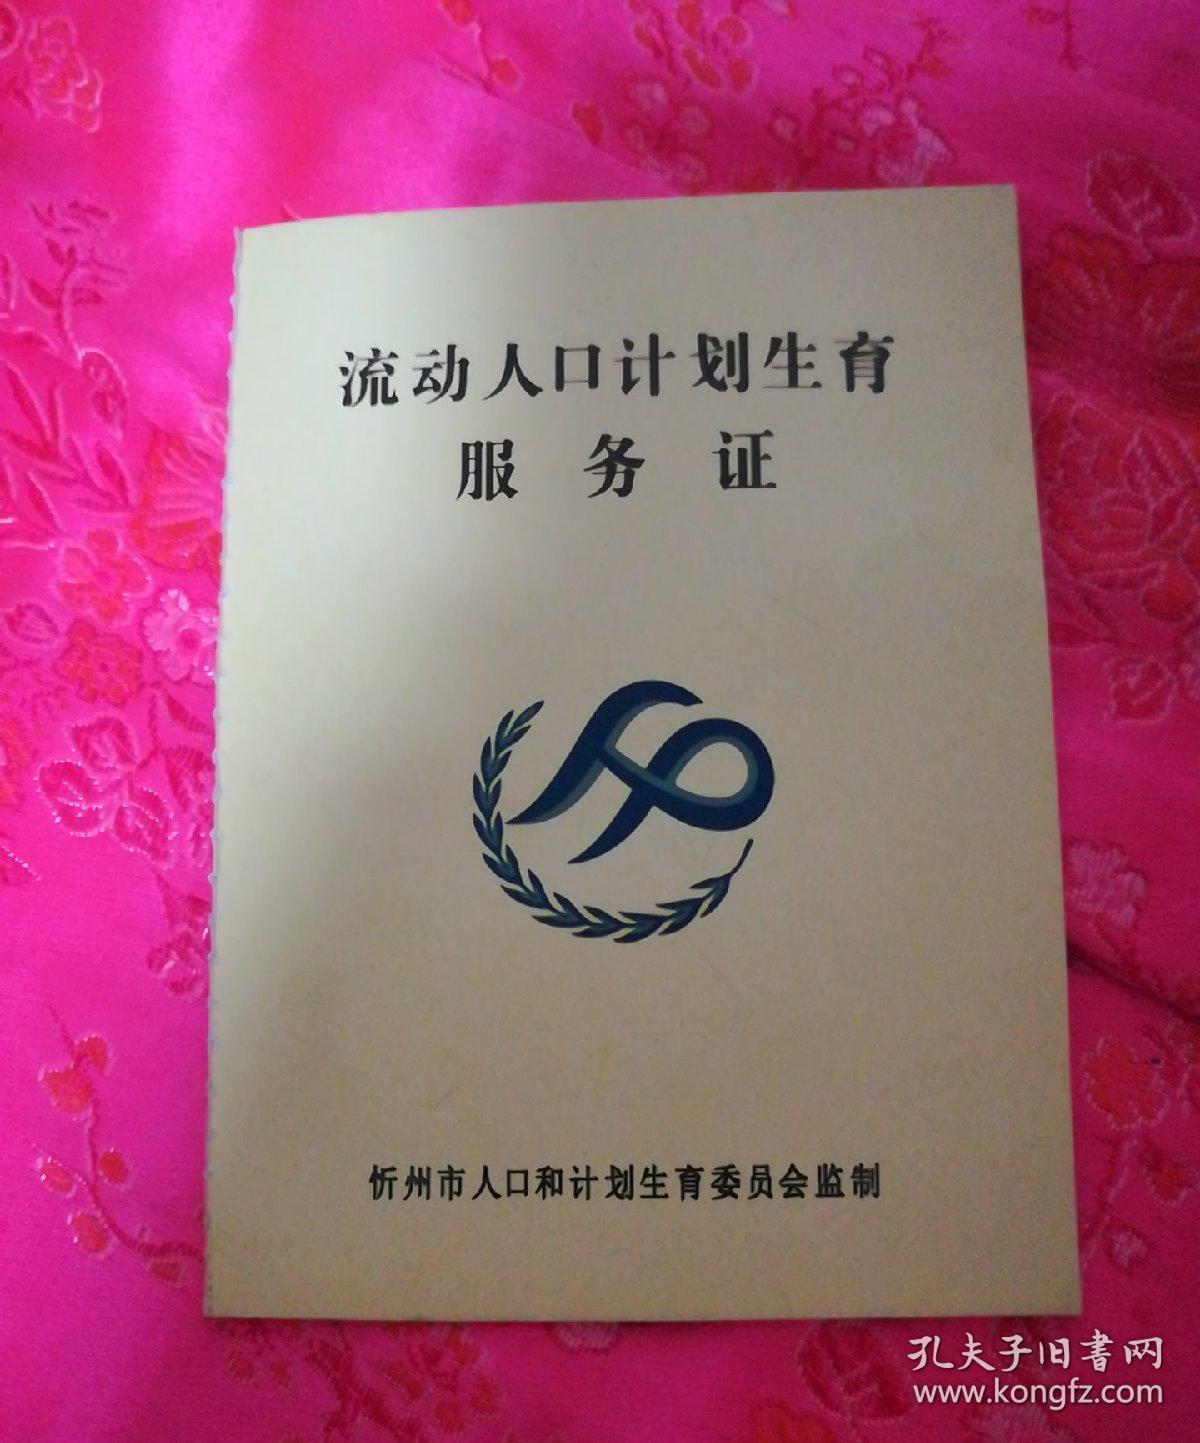 流动人口计划生育
服务证
忻州市人口和计划生育委员会监制
孔夫子旧書网
www.kongfz.com